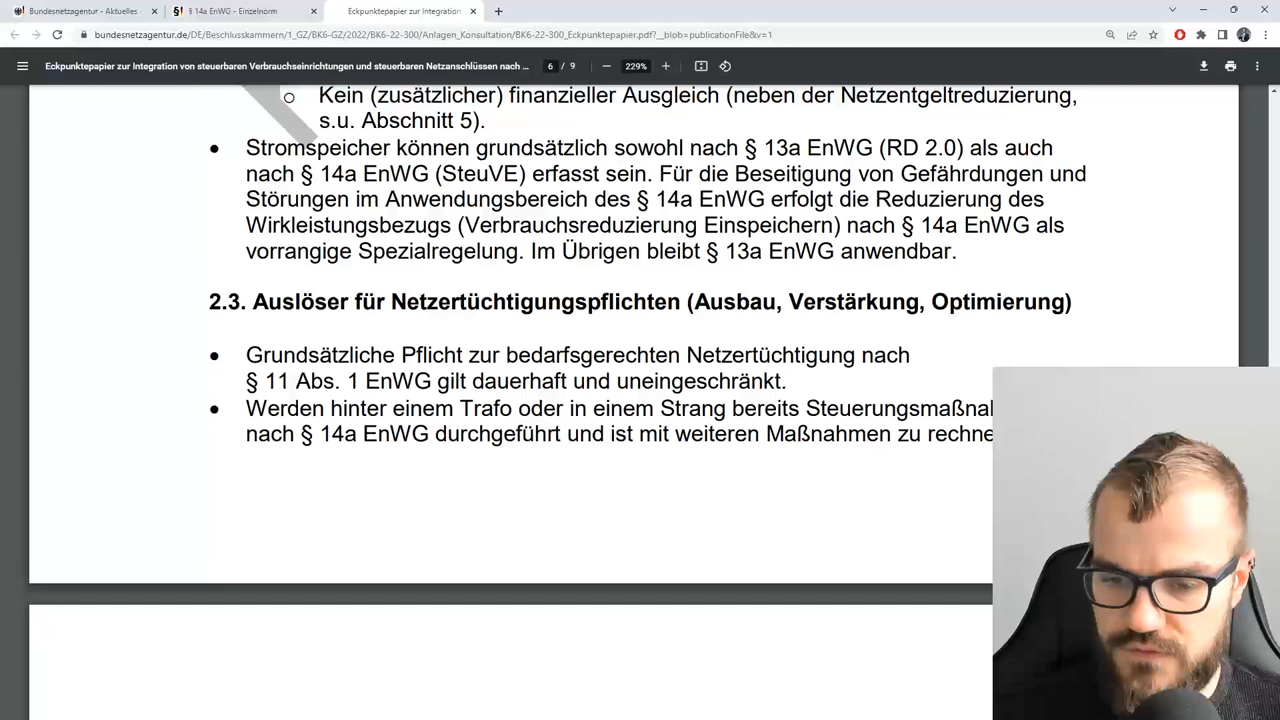 Bundesnetzagentur - Aktuelles
§ 14a EnWG - Einzelnorm
Eckpunktepapier zur Integration
bundesnetzagentur.de/DE/Beschlusskammern/1_GZ/BK6-GZ/2022/BK6-22-300/Anlagen_Konsultation/BK6-22-300_Eckpunktepapier.pdf?__blob=publicationFile&v=1
Eckpunktepapier zur Integration von steuerbaren Verbrauchseinrichtungen und steuerbaren Netzanschlüssen nach ...
6 / 9
229%
o Kein (zusätzlicher) finanzieller Ausgleich (neben der Netzentgeltreduzierung,
s.u. Abschnitt 5).
• Stromspeicher können grundsätzlich sowohl nach § 13a EnWG (RD 2.0) als auch
nach § 14a EnWG (SteuVE) erfasst sein. Für die Beseitigung von Gefährdungen und
Störungen im Anwendungsbereich des § 14a EnWG erfolgt die Reduzierung des
Wirkleistungsbezugs (Verbrauchsreduzierung Einspeichern) nach § 14a EnWG als
vorrangige Spezialregelung. Im Übrigen bleibt § 13a EnWG anwendbar.
2.3. Auslöser für Netzertüchtigungspflichten (Ausbau, Verstärkung, Optimierung)
• Grundsätzliche Pflicht zur bedarfsgerechten Netzertüchtigung nach
§ 11 Abs. 1 EnWG gilt dauerhaft und uneingeschränkt.
• Werden hinter einem Trafo oder in einem Strang bereits Steuerungsmaßnal
nach § 14a EnWG durchgeführt und ist mit weiteren Maßnahmen zu rechne